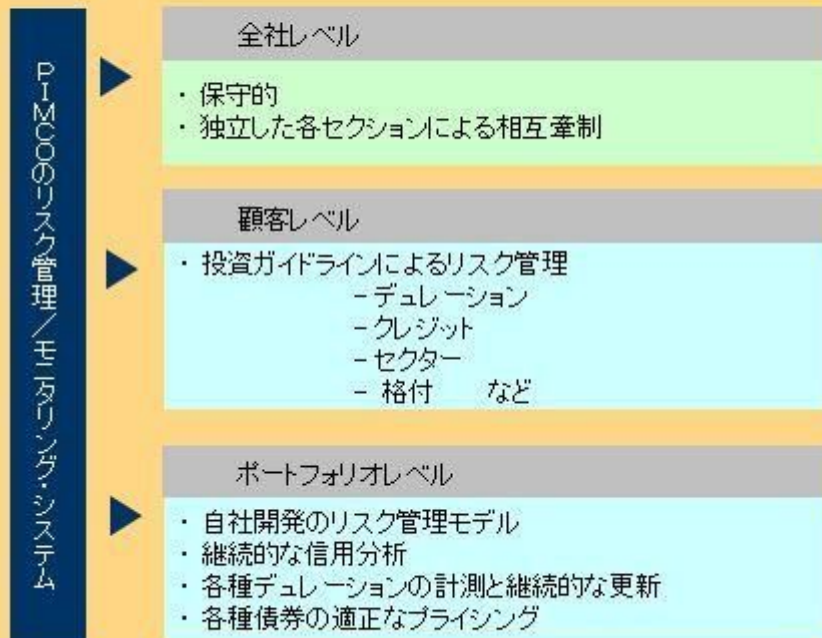 PIMCOのリスク管理／モニタリング・システム
全社レベル
・ 保守的
・ 独立した各セクションによる相互牽制
顧客レベル
・ 投資ガイドラインによるリスク管理
－デュレーション
－クレジット
－セクター
－ 格付　など
ポートフォリオレベル
・ 自社開発のリスク管理モデル
・ 継続的な信用分析
・ 各種デュレーションの計測と継続的な更新
・ 各種債券の適正なプライシング